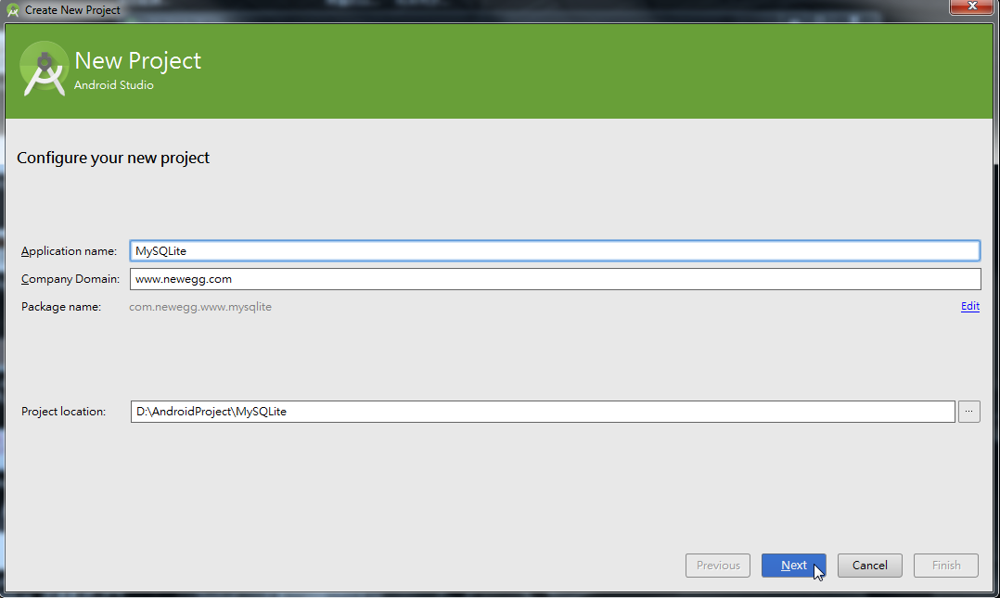 Create New Project
New Project
Android Studio
Configure your new project
Application name: MySQLite
Company Domain: www.newegg.com
Package name: com.newegg.www.mysqlite Edit
Project location: D:\AndroidProject\MySQLite ...
Previous Next Cancel Finish